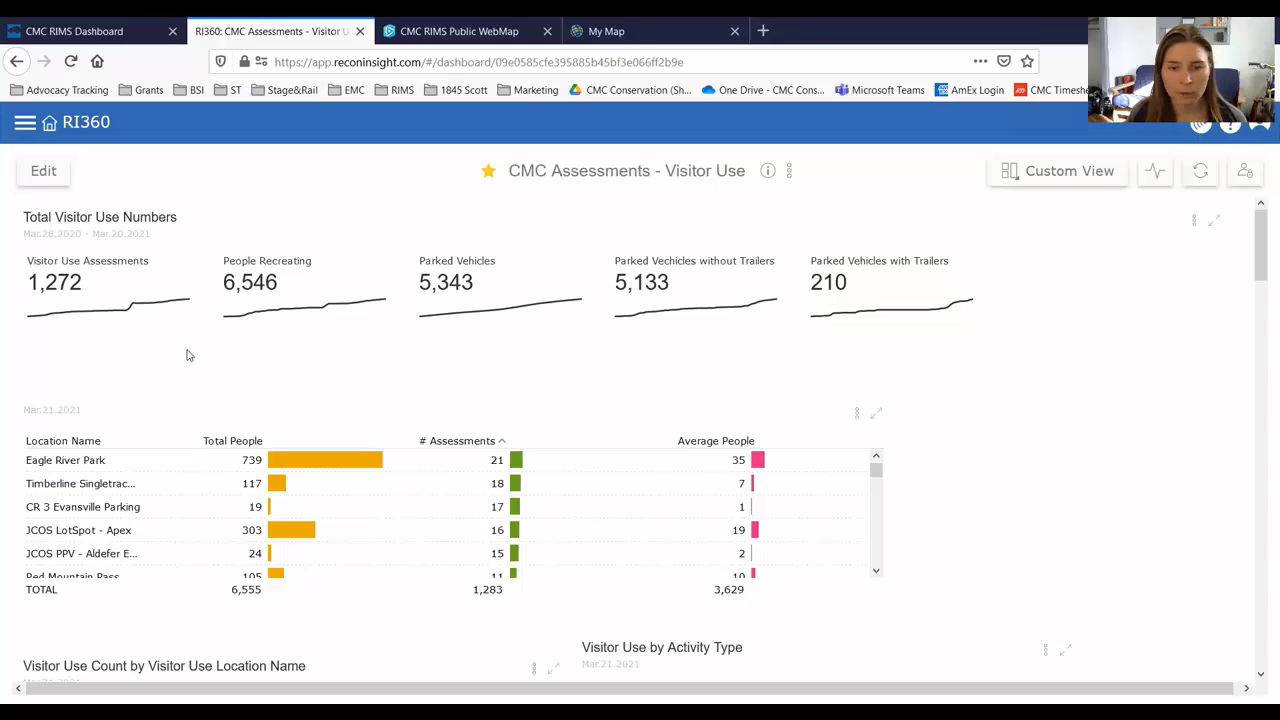 CMC RIMS Dashboard
RI360: CMC Assessments - Visitor U
CMC RIMS Public WebMap
My Map
https://app.reconinsight.com/#/dashboard/09e0585cfe395885b45bf3e066ff2b9e
Advocacy Tracking Grants BSI ST Stage&Rail EMC RIMS 1845 Scott Marketing CMC Conservation (Sh... One Drive - CMC Cons... Microsoft Teams AmEx Login CMC Timeshe
RI360
Edit
CMC Assessments - Visitor Use
Custom View
Total Visitor Use Numbers
Mar.28.2020 - Mar.20.2021
Visitor Use Assessments People Recreating Parked Vehicles Parked Vechicles without Trailers Parked Vehicles with Trailers
1,272 6,546 5,343 5,133 210
Mar.21.2021
Location Name Total People # Assessments Average People
Eagle River Park 739 21 35
Timberline Singletrac... 117 18 7
CR 3 Evansville Parking 19 17 1
JCOS LotSpot - Apex 303 16 19
JCOS PPV - Aldefer E... 24 15 2
Red Mountain Pass 105 11 10
TOTAL 6,555 1,283 3,629
Visitor Use by Activity Type
Mar.21.2021
Visitor Use Count by Visitor Use Location Name